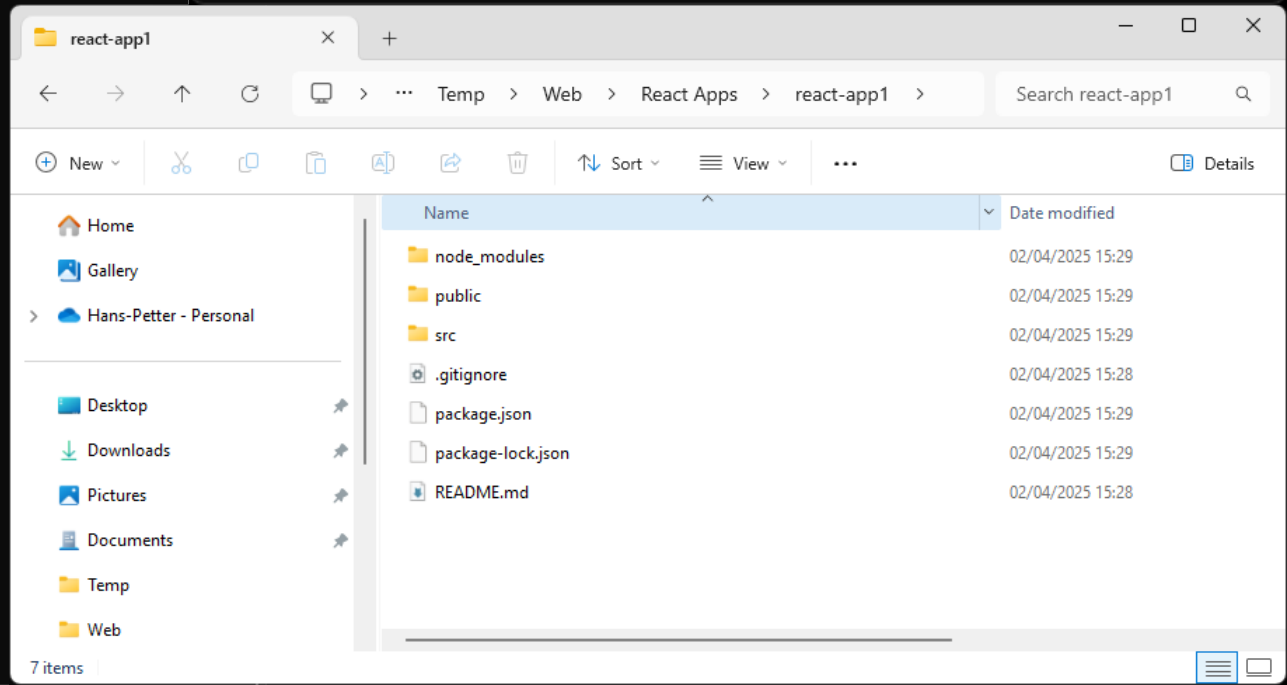 react-app1
··· Temp > Web > React Apps > react-app1 >
Search react-app1
New
Sort
View
Details
Home
Gallery
Hans-Petter - Personal
Desktop
Downloads
Pictures
Documents
Temp
Web
Name Date modified
node_modules 02/04/2025 15:29
public 02/04/2025 15:29
src 02/04/2025 15:29
.gitignore 02/04/2025 15:28
package.json 02/04/2025 15:29
package-lock.json 02/04/2025 15:29
README.md 02/04/2025 15:28
7 items